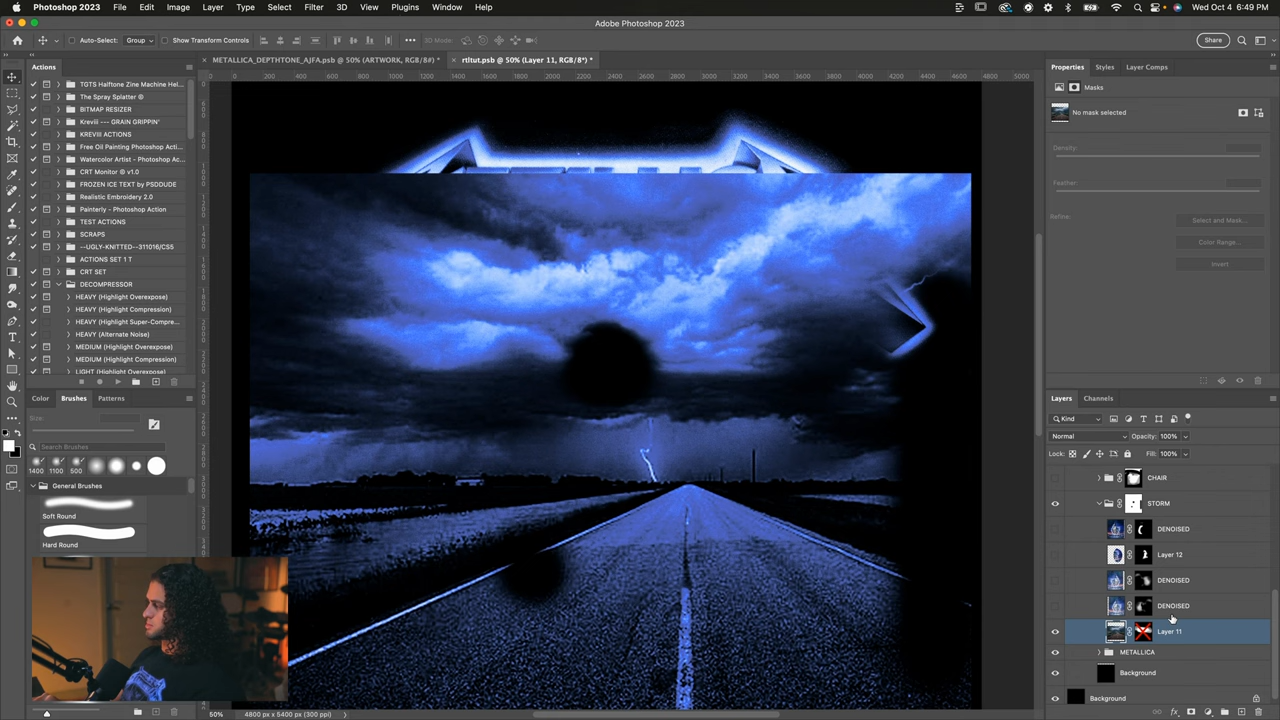 Photoshop 2023 File Edit Image Layer Type Select Filter 3D View Plugins Window Help Wed Oct 4 6:49 PM
Adobe Photoshop 2023
Auto-Select: Group Show Transform Controls 3D Mode: Share
METALLICA_DEPTHTONE_AJFA.psb @ 50% (ARTWORK, RGB/8#) *
rtlfut.psb @ 50% (Layer 11, RGB/8*) *
Actions
TGTS Halftone Zine Machine Hel...
The Spray Splatter ®
BITMAP RESIZER
Kreviii --- GRAIN GRIPPIN'
KREVIII ACTIONS
Free Oil Painting Photoshop Acti...
Watercolor Artist - Photoshop Ac...
CRT Monitor ® v1.0
FROZEN ICE TEXT by PSDDUDE
Realistic Embroidery 2.0
Painterly - Photoshop Action
TEST ACTIONS
SCRAPS
--UGLY-KNITTED--311016/CS5
ACTIONS SET 1 T
CRT SET
DECOMPRESSOR
HEAVY (Highlight Overexpose)
HEAVY (Highlight Compression)
HEAVY (Highlight Super-Compre...
HEAVY (Alternate Noise)
MEDIUM (Highlight Overexpose)
MEDIUM (Highlight Compression)
LIGHT (Highlight Overexpose)
Color Brushes Patterns
Size:
Search Brushes
1400 1100 500
General Brushes
Soft Round
Hard Round
50% 4800 px x 5400 px (300 ppi)
Properties Styles Layer Comps
Masks
No mask selected
Density:
Feather:
Refine: Select and Mask...
Color Range...
Invert
Layers Channels
Kind
Normal Opacity: 100%
Lock: Fill: 100%
CHAIR
STORM
DENOISED
Layer 12
DENOISED
DENOISED
Layer 11
METALLICA
Background
Background